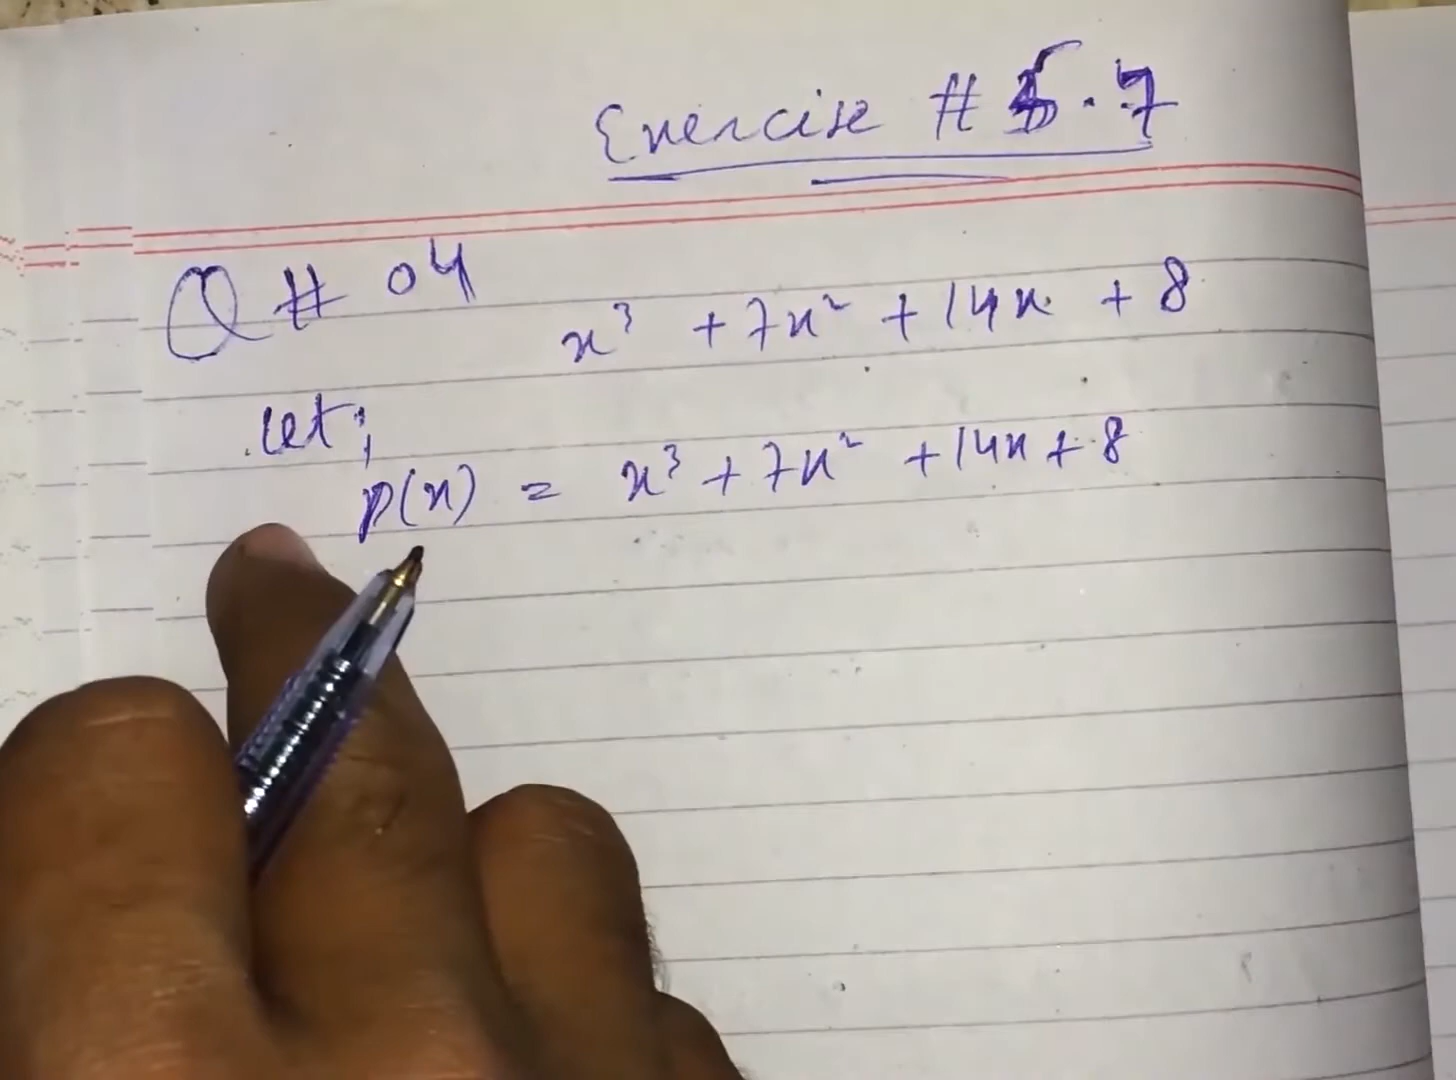 Exercise # 5.7
Q # 04
x³ + 7x² + 14x + 8
let;
p(x) = x³ + 7x² + 14x + 8